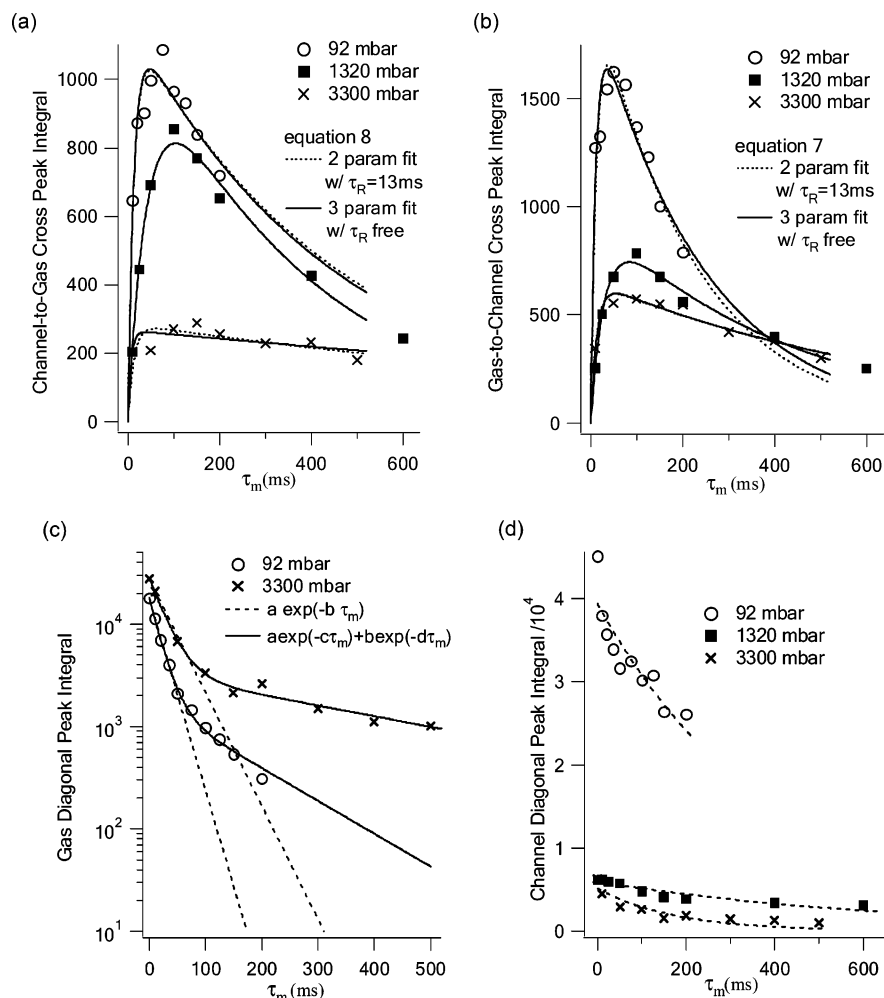 (a)
Channel-to-Gas Cross Peak Integral
1000
800
600
400
200
0
92 mbar
1320 mbar
3300 mbar
equation 8
2 param fit
w/ τR=13ms
3 param fit
w/ τR free
0
200
400
600
τm(ms)
(b)
Gas-to-Channel Cross Peak Integral
1500
1000
500
0
92 mbar
1320 mbar
3300 mbar
equation 7
2 param fit
w/ τR=13ms
3 param fit
w/ τR free
0
200
400
600
τm (ms)
(c)
Gas Diagonal Peak Integral
10^4
10^3
10^2
10^1
92 mbar
3300 mbar
a exp(-b τm)
aexp(-cτm)+bexp(-dτm)
0
100
200
300
400
500
τm(ms)
(d)
Channel Diagonal Peak Integral /10^4
4
3
2
1
0
92 mbar
1320 mbar
3300 mbar
0
200
400
600
τm (ms)